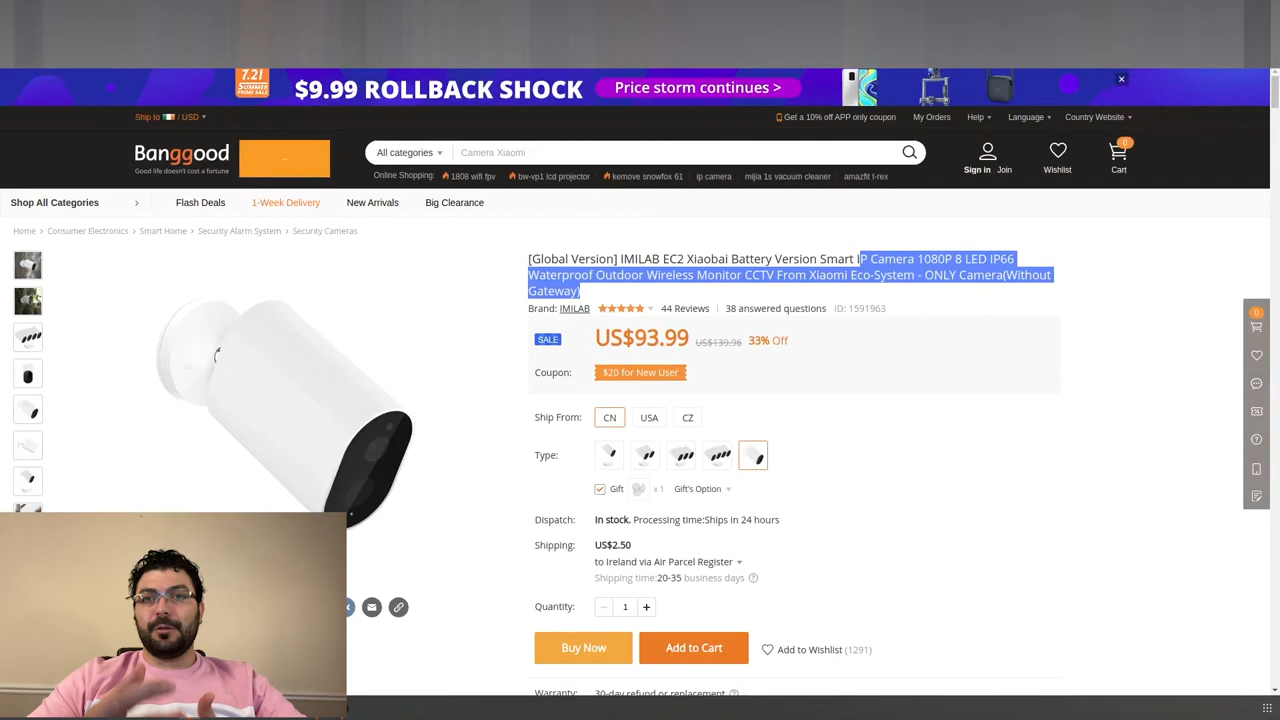 7.21
SUMMER
PRIME SALE
$9.99 ROLLBACK SHOCK
Price storm continues >
Ship to / USD
Get a 10% off APP only coupon
My Orders
Help
Language
Country Website
Banggood
Good life doesn't cost a fortune
All categories
Camera Xiaomi
Sign in Join
Wishlist
0
Cart
Online Shopping: 1808 wifi fpv bw-vp1 lcd projector kemove snowfox 61 ip camera mijia 1s vacuum cleaner amazfit t-rex
Shop All Categories
Flash Deals
1-Week Delivery
New Arrivals
Big Clearance
Home > Consumer Electronics > Smart Home > Security Alarm System > Security Cameras
[Global Version] IMILAB EC2 Xiaobai Battery Version Smart IP Camera 1080P 8 LED IP66
Waterproof Outdoor Wireless Monitor CCTV From Xiaomi Eco-System - ONLY Camera(Without
Gateway)
Brand: IMILAB 44 Reviews 38 answered questions ID: 1591963
SALE US$93.99 US$139.96 33% Off
Coupon: $20 for New User
Ship From: CN USA CZ
Type:
Gift x 1 Gift's Option
Dispatch: In stock. Processing time:Ships in 24 hours
Shipping: US$2.50
to Ireland via Air Parcel Register
Shipping time:20-35 business days
Quantity: 1
Buy Now
Add to Cart
Add to Wishlist (1291)
Warranty: 30-day refund or replacement
0